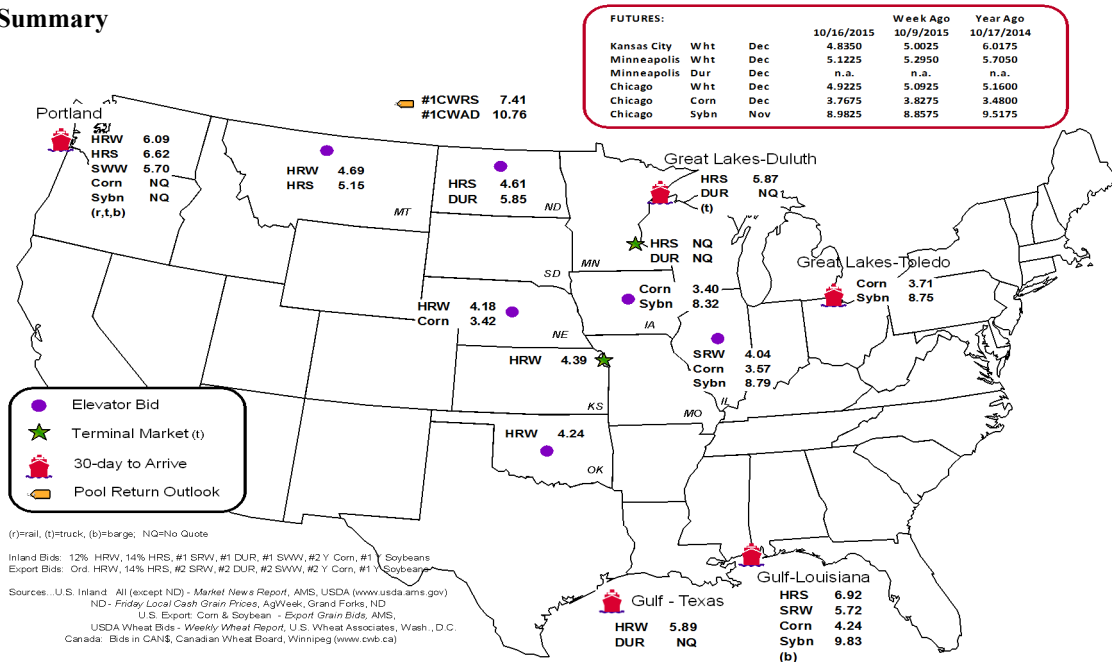 Summary
FUTURES: Week Ago Year Ago
10/16/2015 10/9/2015 10/17/2014
Kansas City Wht Dec 4.8350 5.0025 6.0175
Minneapolis Wht Dec 5.1225 5.2950 5.7050
Minneapolis Dur Dec n.a. n.a. n.a.
Chicago Wht Dec 4.9225 5.0925 5.1600
Chicago Corn Dec 3.7675 3.8275 3.4800
Chicago Sybn Nov 8.9825 8.8575 9.5175
#1CWRS 7.41
#1CWAD 10.76
Portland
HRW 6.09
HRS 6.62
SWW 5.70
Corn NQ
Sybn NQ
(r,t,b)
HRW 4.69
HRS 5.15
MT
HRS 4.61
DUR 5.85
ND
Great Lakes-Duluth
HRS 5.87
DUR NQ
(t)
HRS NQ
DUR NQ
MN
SD
Great Lakes-Toledo
Corn 3.71
Sybn 8.75
HRW 4.18
Corn 3.42
NE
Corn 3.40
Sybn 8.32
IA
SRW 4.04
Corn 3.57
Sybn 8.79
IL
HRW 4.39
KS
MO
HRW 4.24
OK
Elevator Bid
Terminal Market (t)
30-day to Arrive
Pool Return Outlook
(r)=rail, (t)=truck, (b)=barge; NQ=No Quote
Inland Bids: 12% HRW, 14% HRS, #1 SRW, #1 DUR, #1 SWW, #2 Y Corn, #1 Y Soybeans
Export Bids: Ord. HRW, 14% HRS, #2 SRW, #2 DUR, #2 SWW, #2 Y Corn, #1 Y Soybeans
Sources...U.S. Inland: All (except ND) - Market News Report, AMS, USDA (www.usda.ams.gov)
ND - Friday Local Cash Grain Prices, AgWeek, Grand Forks, ND
U.S. Export: Corn & Soybean - Export Grain Bids, AMS,
USDA Wheat Bids - Weekly Wheat Report, U.S. Wheat Associates, Wash., D.C.
Canada: Bids in CAN$, Canadian Wheat Board, Winnipeg (www.cwb.ca)
Gulf - Texas
HRW 5.89
DUR NQ
Gulf-Louisiana
HRS 6.92
SRW 5.72
Corn 4.24
Sybn 9.83
(b)